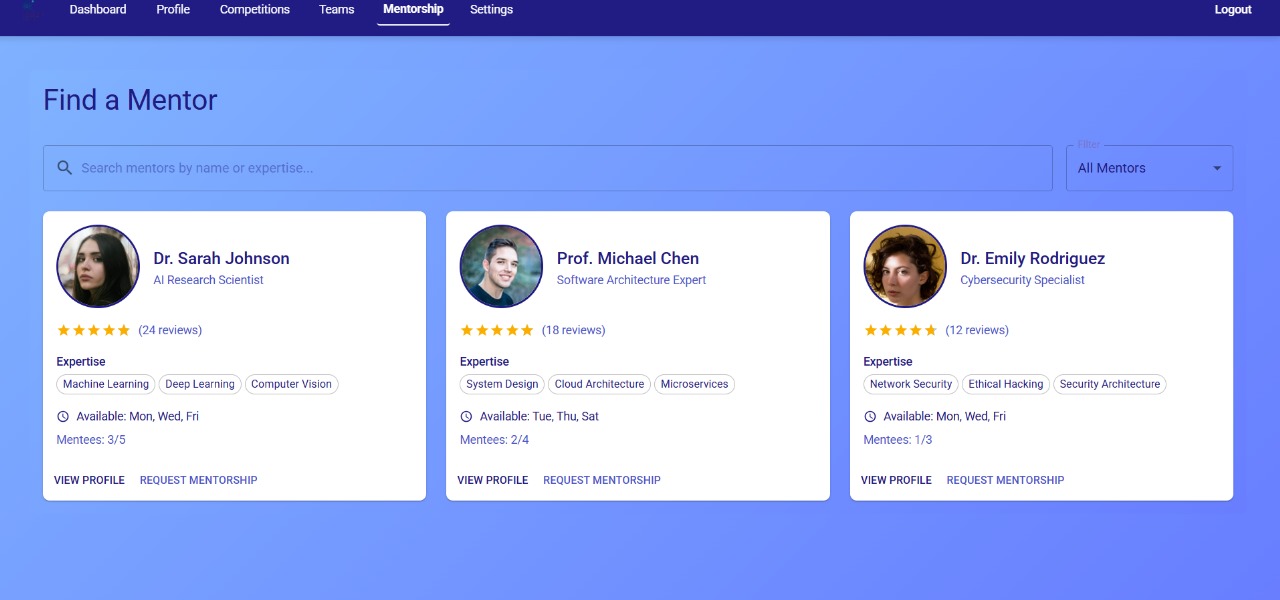 Dashboard Profile Competitions Teams Mentorship Settings Logout
Find a Mentor
Search mentors by name or expertise...
Filter
All Mentors
Dr. Sarah Johnson
AI Research Scientist
(24 reviews)
Expertise
Machine Learning Deep Learning Computer Vision
Available: Mon, Wed, Fri
Mentees: 3/5
VIEW PROFILE REQUEST MENTORSHIP
Prof. Michael Chen
Software Architecture Expert
(18 reviews)
Expertise
System Design Cloud Architecture Microservices
Available: Tue, Thu, Sat
Mentees: 2/4
VIEW PROFILE REQUEST MENTORSHIP
Dr. Emily Rodriguez
Cybersecurity Specialist
(12 reviews)
Expertise
Network Security Ethical Hacking Security Architecture
Available: Mon, Wed, Fri
Mentees: 1/3
VIEW PROFILE REQUEST MENTORSHIP